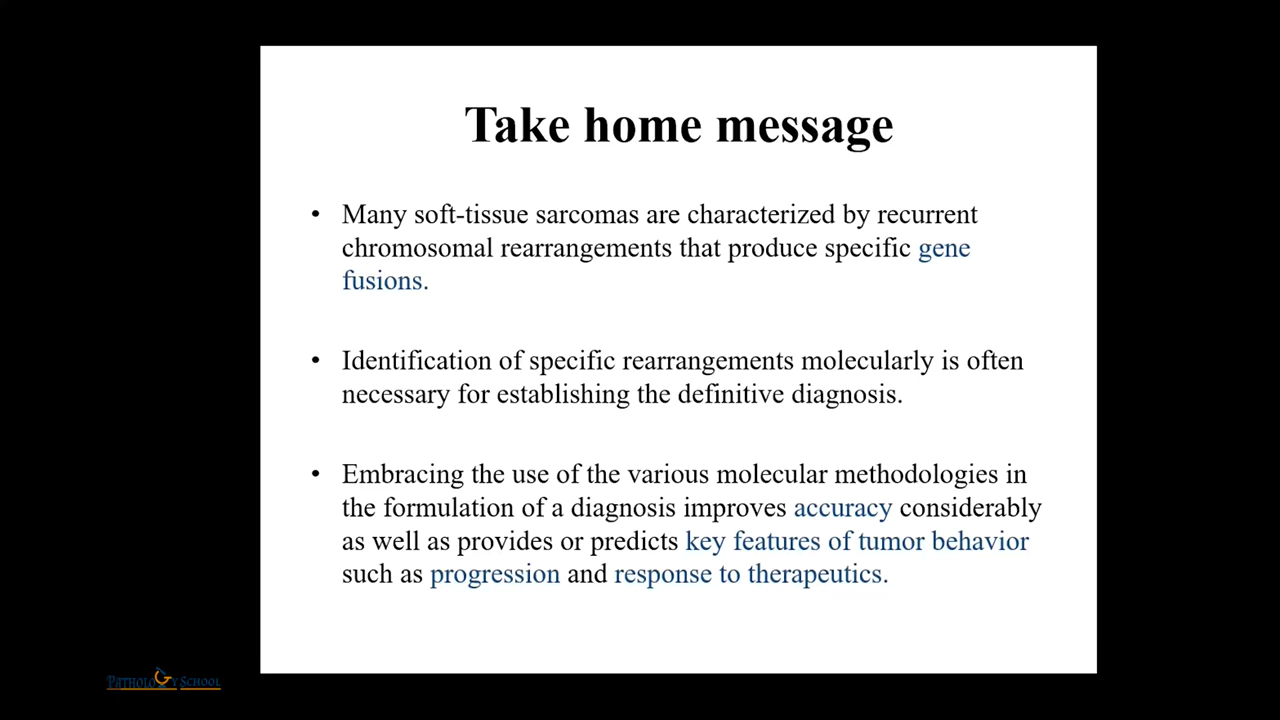 Take home message
• Many soft-tissue sarcomas are characterized by recurrent
chromosomal rearrangements that produce specific gene
fusions.
• Identification of specific rearrangements molecularly is often
necessary for establishing the definitive diagnosis.
• Embracing the use of the various molecular methodologies in
the formulation of a diagnosis improves accuracy considerably
as well as provides or predicts key features of tumor behavior
such as progression and response to therapeutics.
PATHOLOGY SCHOOL